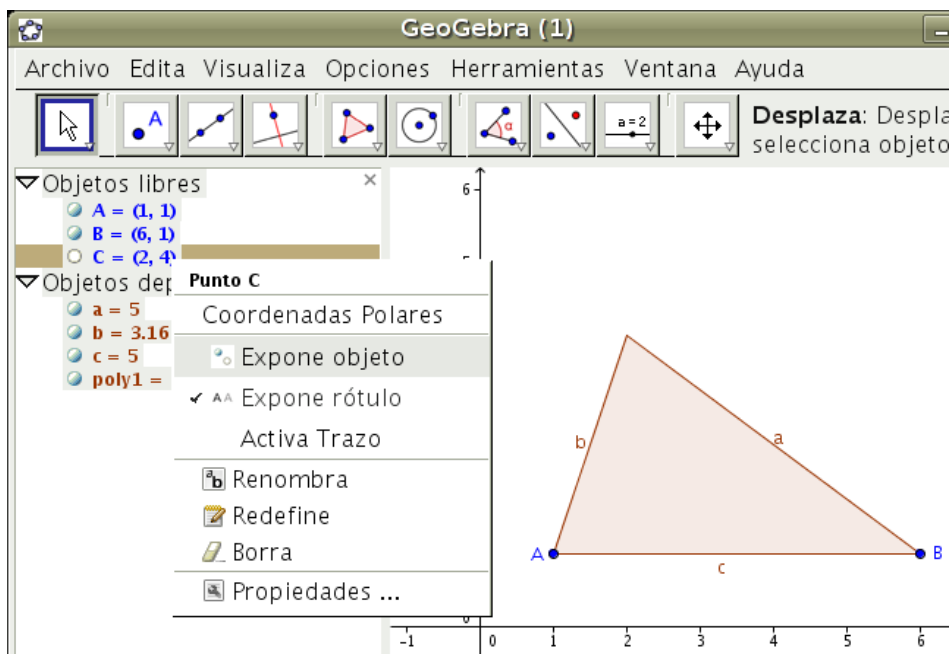 GeoGebra (1)
Archivo Edita Visualiza Opciones Herramientas Ventana Ayuda
A
α
a = 2
Desplaza: Despla
selecciona objeto
Objetos libres
A = (1, 1)
B = (6, 1)
C = (2, 4)
Objetos dep
a = 5
b = 3.16
c = 5
poly1 =
Punto C
Coordenadas Polares
Expone objeto
AA Expone rótulo
Activa Trazo
ab Renombra
Redefine
Borra
Propiedades ...
6
b
a
A
B
c
-1 0 1 2 3 4 5 6